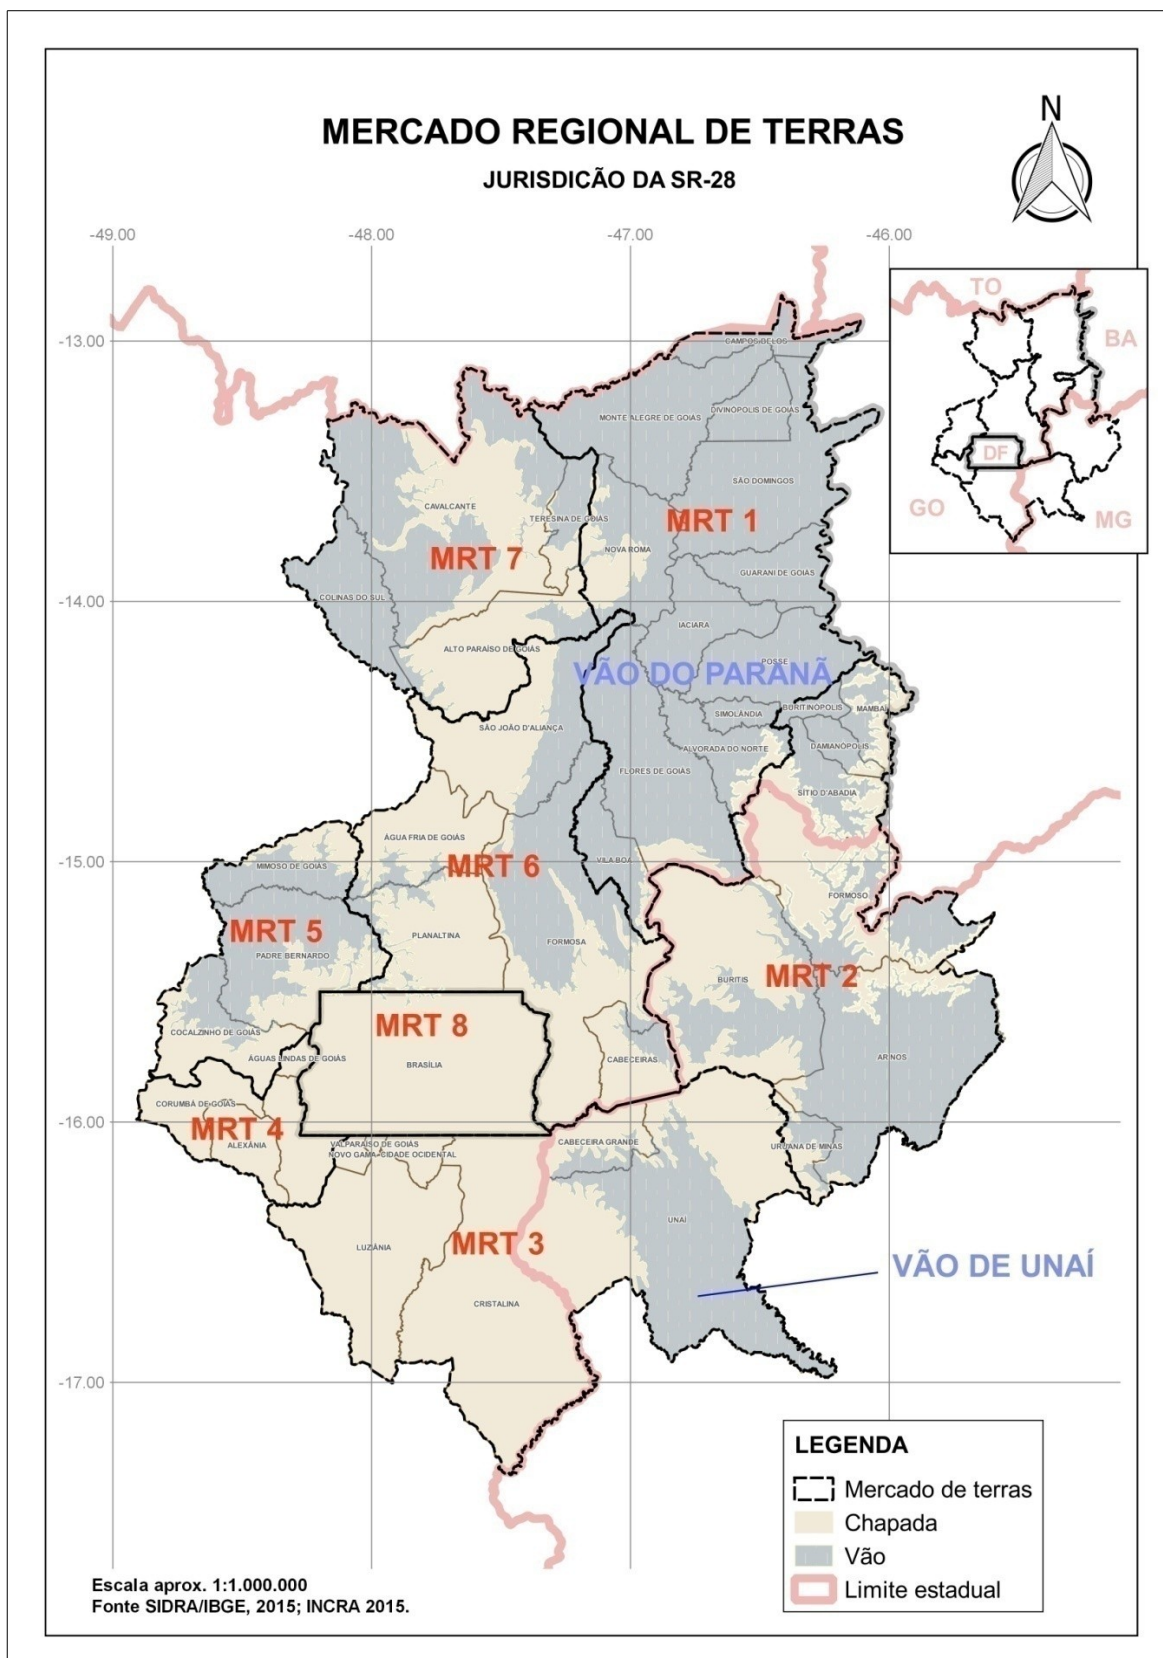 MERCADO REGIONAL DE TERRAS
JURISDICÃO DA SR-28
N
-49.00
-48.00
-47.00
-46.00
TO
BA
DF
GO
MG
-13.00
CAMPOS BELOS
MONTE ALEGRE DE GOIÁS
DIVINÓPOLIS DE GOIÁS
SÃO DOMINGOS
CAVALCANTE
TERESINA DE GOIÁS
MRT 1
NOVA ROMA
MRT 7
GUARANI DE GOIÁS
COLINAS DO SUL
-14.00
IACIARA
ALTO PARAÍSO DE GOIÁS
POSSE
VÃO DO PARANÃ
BURITINÓPOLIS
MAMBAÍ
SIMOLÂNDIA
SÃO JOÃO D'ALIANÇA
DAMIANÓPOLIS
ALVORADA DO NORTE
FLORES DE GOIÁS
SÍTIO D'ABADIA
ÁGUA FRIA DE GOIÁS
-15.00
VILA BOA
MIMOSO DE GOIÁS
MRT 6
FORMOSO
MRT 5
PLANALTINA
FORMOSA
PADRE BERNARDO
MRT 2
BURITIS
MRT 8
COCALZINHO DE GOIÁS
ÁGUAS LINDAS DE GOIÁS
BRASÍLIA
CABECEIRAS
ARINOS
CORUMBÁ DE GOIÁS
-16.00
MRT 4
ALEXÂNIA
VALPARAÍSO DE GOIÁS
CABECEIRA GRANDE
URUANA DE MINAS
NOVO GAMA-CIDADE OCIDENTAL
UNAÍ
LUZIÂNIA
MRT 3
VÃO DE UNAÍ
CRISTALINA
-17.00
LEGENDA
Mercado de terras
Chapada
Vão
Limite estadual
Escala aprox. 1:1.000.000
Fonte SIDRA/IBGE, 2015; INCRA 2015.